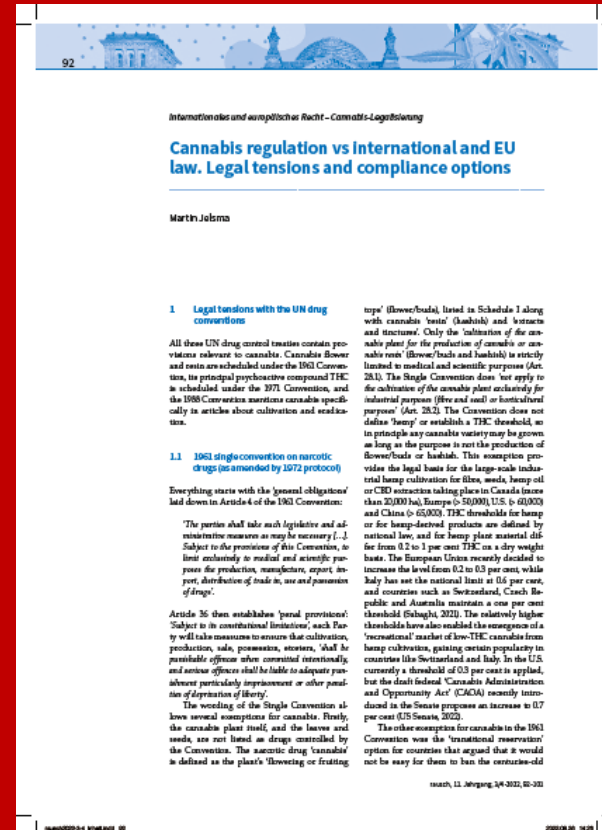 92
Internationales und europäisches Recht – Cannabis-Legalisierung
Cannabis regulation vs international and EU
law. Legal tensions and compliance options
Martin Jelsma
1 Legal tensions with the UN drug
conventions
All three UN drug control treaties contain pro-
visions relevant to cannabis. Cannabis flower
and resin are scheduled under the 1961 Conven-
tion, its principal psychoactive compound THC
is scheduled under the 1971 Convention, and
the 1988 Convention mentions cannabis specifi-
cally in articles about cultivation and eradica-
tion.
1.1 1961 single convention on narcotic
drugs (as amended by 1972 protocol)
Everything starts with the 'general obligations'
laid down in Article 4 of the 1961 Convention:
'The parties shall take such legislative and ad-
ministrative measures as may be necessary […].
Subject to the provisions of this Convention, to
limit exclusively to medical and scientific pur-
poses the production, manufacture, export, im-
port, distribution of, trade in, use and possession
of drugs'.
Article 36 then establishes 'penal provisions':
'Subject to its constitutional limitations', each Par-
ty will take measures to ensure that cultivation,
production, sale, possession, etcetera, 'shall be
punishable offences when committed intentionally,
and serious offences shall be liable to adequate pun-
ishment particularly imprisonment or other penal-
ties of deprivation of liberty'.
The wording of the Single Convention al-
lows several exemptions for cannabis. Firstly,
the cannabis plant itself, and the leaves and
seeds, are not listed as drugs controlled by
the Convention. The narcotic drug 'cannabis'
is defined as the plant's 'flowering or fruiting
tops' (flower/buds), listed in Schedule I along
with cannabis 'resin' (hashish) and 'extracts
and tinctures'. Only the 'cultivation of the can-
nabis plant for the production of cannabis or can-
nabis resin' (flower/buds and hashish) is strictly
limited to medical and scientific purposes (Art.
28.1). The Single Convention does 'not apply to
the cultivation of the cannabis plant exclusively for
industrial purposes (fibre and seed) or horticultural
purposes' (Art. 28.2). The Convention does not
define 'hemp' or establish a THC threshold, so
in principle any cannabis variety may be grown
as long as the purpose is not the production of
flower/buds or hashish. This exemption pro-
vides the legal basis for the large-scale indus-
trial hemp cultivation for fibre, seeds, hemp oil
or CBD extraction taking place in Canada (more
than 20,000 ha), Europe (> 50,000), U.S. (> 60,000)
and China (> 65,000). THC thresholds for hemp
or for hemp-derived products are defined by
national law, and for hemp plant material dif-
fer from 0.2 to 1 per cent THC on a dry weight
basis. The European Union recently decided to
increase the level from 0.2 to 0.3 per cent, while
Italy has set the national limit at 0.6 per cent,
and countries such as Switzerland, Czech Re-
public and Australia maintain a one per cent
threshold (Sabaghi, 2021). The relatively higher
thresholds have also enabled the emergence of a
'recreational' market of low-THC cannabis from
hemp cultivation, gaining certain popularity in
countries like Switzerland and Italy. In the U.S.
currently a threshold of 0.3 per cent is applied,
but the draft federal 'Cannabis Administration
and Opportunity Act' (CAOA) recently intro-
duced in the Senate proposes an increase to 0.7
per cent (US Senate, 2022).
The other exemption for cannabis in the 1961
Convention was the 'transitional reservation'
option for countries that argued that it would
not be easy for them to ban the centuries-old
rausch, 11. Jahrgang, 3/4-2022, 92-101